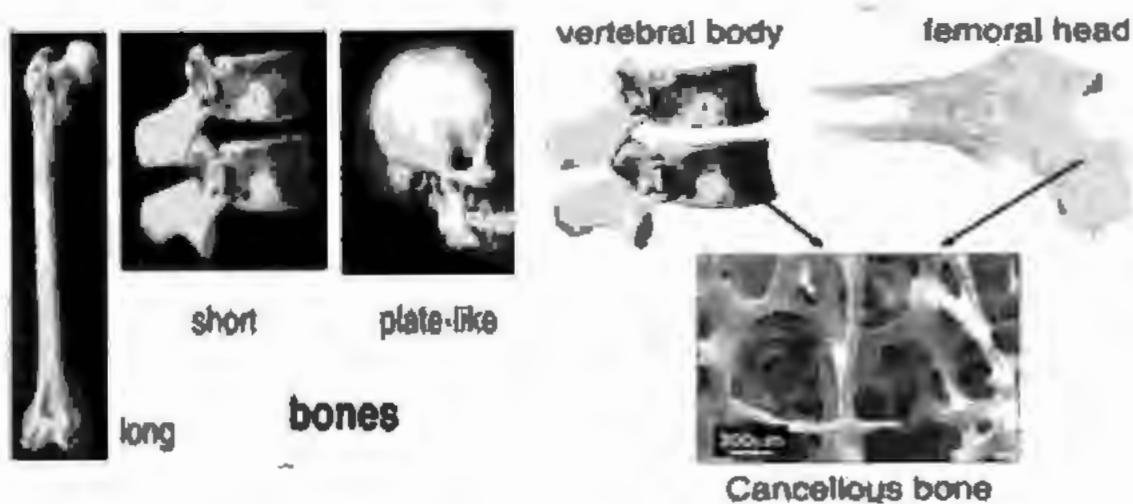 vertebral body
femoral head
short
plate-like
long
bones
300μm
Cancellous bone